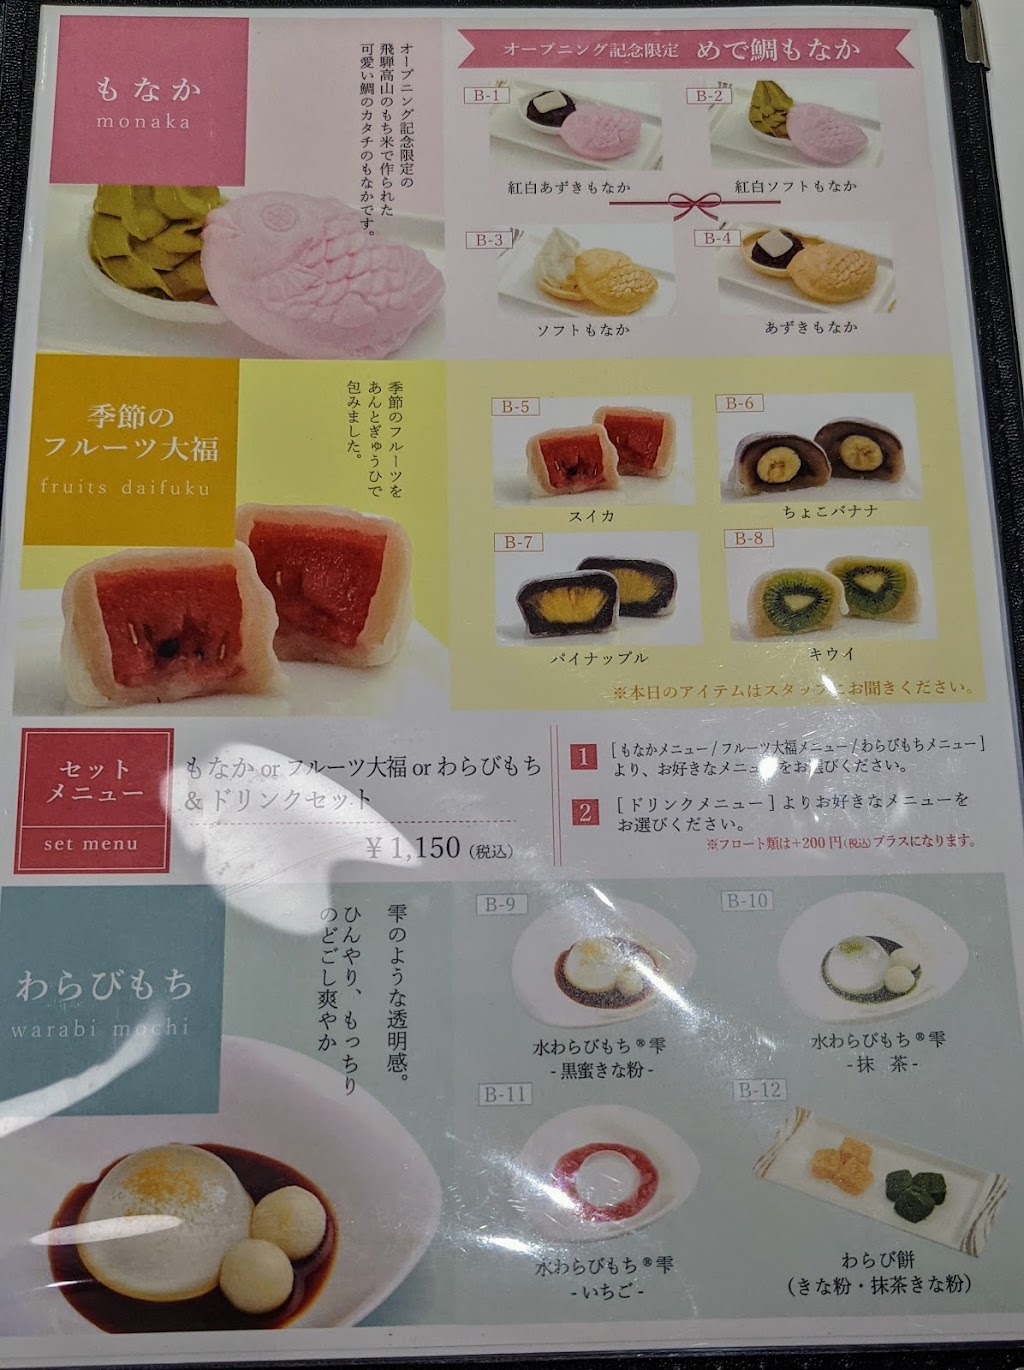 もなか
monaka
オープニング記念限定の
飛騨高山のもち米で作られた
可愛い鯛のカタチのもなかです。
オープニング記念限定 めで鯛もなか
B-1
紅白あずきもなか
B-2
紅白ソフトもなか
B-3
ソフトもなか
B-4
あずきもなか
季節の
フルーツ大福
fruits daifuku
季節のフルーツを
あんとぎゅうひで
包みました。
B-5
スイカ
B-6
ちょこバナナ
B-7
パイナップル
B-8
キウイ
※本日のアイテムはスタッフにお聞きください。
セット
メニュー
set menu
もなか or フルーツ大福 or わらびもち
& ドリンクセット
¥1,150 (税込)
1 [もなかメニュー/フルーツ大福メニュー/わらびもちメニュー]
より、お好きなメニューをお選びください。
2 [ドリンクメニュー] よりお好きなメニューを
お選びください。
※フロート類は+200円(税込)プラスになります。
わらびもち
warabi mochi
雫のような透明感。
ひんやり、もっちり
のどごし爽やか
B-9
水わらびもち®雫
-黒蜜きな粉-
B-10
水わらびもち®雫
-抹 茶-
B-11
水わらびもち®雫
-いちご-
B-12
わらび餅
(きな粉・抹茶きな粉)